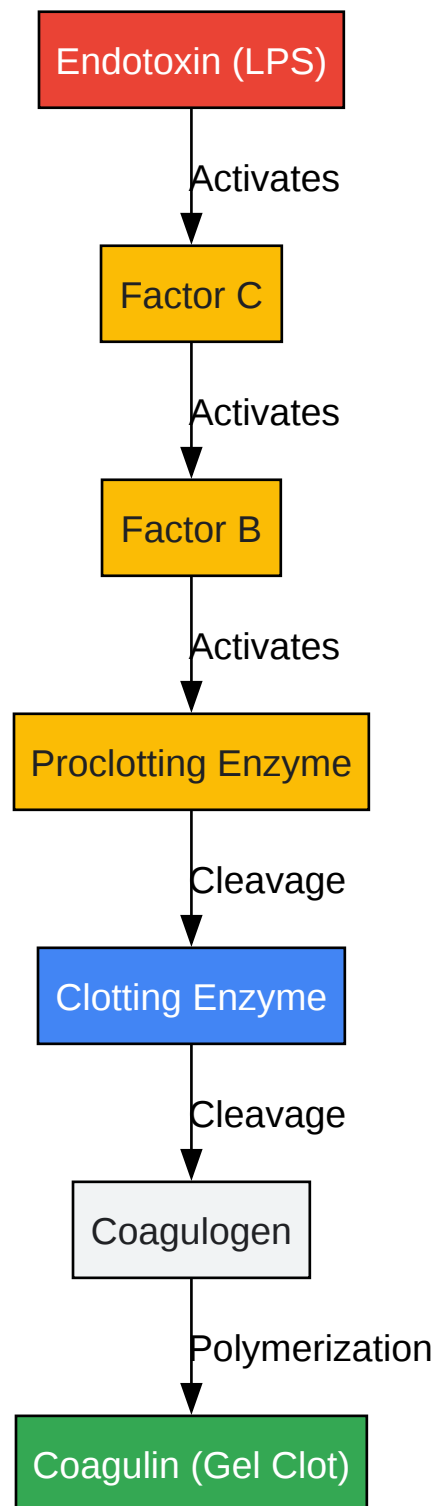 Endotoxin (LPS)
Activates
Factor C
Activates
Factor B
Activates
Proclotting Enzyme
Cleavage
Clotting Enzyme
Cleavage
Coagulogen
Polymerization
Coagulin (Gel Clot)